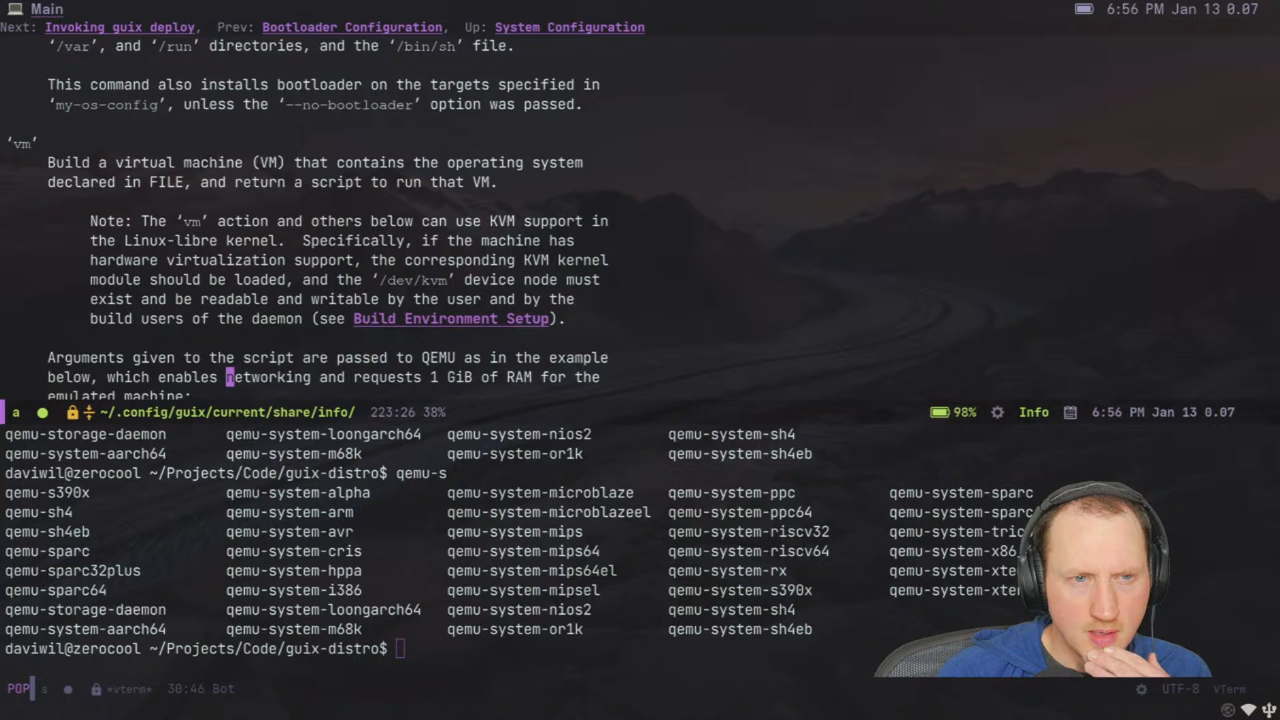 Main 6:56 PM Jan 13 0.07
Next: Invoking guix deploy, Prev: Bootloader Configuration, Up: System Configuration
‘/var’, and ‘/run’ directories, and the ‘/bin/sh’ file.
This command also installs bootloader on the targets specified in
‘my-os-config’, unless the ‘--no-bootloader’ option was passed.
‘vm’
Build a virtual machine (VM) that contains the operating system
declared in FILE, and return a script to run that VM.
Note: The ‘vm’ action and others below can use KVM support in
the Linux-libre kernel. Specifically, if the machine has
hardware virtualization support, the corresponding KVM kernel
module should be loaded, and the ‘/dev/kvm’ device node must
exist and be readable and writable by the user and by the
build users of the daemon (see Build Environment Setup).
Arguments given to the script are passed to QEMU as in the example
below, which enables networking and requests 1 GiB of RAM for the
emulated machine:
a ~/.config/guix/current/share/info/ 223:26 38% 98% Info 6:56 PM Jan 13 0.07
qemu-storage-daemon qemu-system-loongarch64 qemu-system-nios2 qemu-system-sh4
qemu-system-aarch64 qemu-system-m68k qemu-system-or1k qemu-system-sh4eb
daviwil@zerocool ~/Projects/Code/guix-distro$ qemu-s
qemu-s390x qemu-system-alpha qemu-system-microblaze qemu-system-ppc qemu-system-sparc
qemu-sh4 qemu-system-arm qemu-system-microblazeel qemu-system-ppc64 qemu-system-sparc
qemu-sh4eb qemu-system-avr qemu-system-mips qemu-system-riscv32 qemu-system-tric
qemu-sparc qemu-system-cris qemu-system-mips64 qemu-system-riscv64 qemu-system-x86
qemu-sparc32plus qemu-system-hppa qemu-system-mips64el qemu-system-rx qemu-system-xte
qemu-sparc64 qemu-system-i386 qemu-system-mipsel qemu-system-s390x qemu-system-xte
qemu-storage-daemon qemu-system-loongarch64 qemu-system-nios2 qemu-system-sh4
qemu-system-aarch64 qemu-system-m68k qemu-system-or1k qemu-system-sh4eb
daviwil@zerocool ~/Projects/Code/guix-distro$
POP s *vterm* 30:46 Bot UTF-8 VTerm